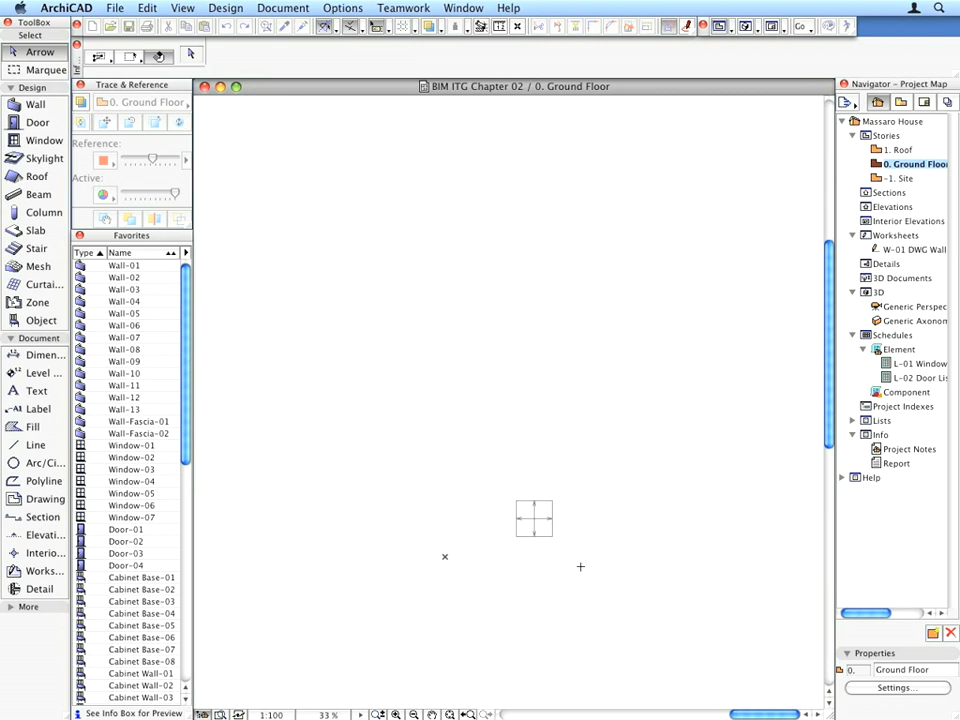 ArchiCAD File Edit View Design Document Options Teamwork Window Help
ToolBox
Select
Arrow
Marquee
Design
Wall
Door
Window
Skylight
Roof
Beam
Column
Slab
Stair
Mesh
Curtai...
Zone
Object
Document
Dimen...
Level ...
Text
Label
Fill
Line
Arc/Ci...
Polyline
Drawing
Section
Elevati...
Interio...
Works...
Detail
More
Trace & Reference
0. Ground Floor
Reference:
Active:
Favorites
Type Name
Wall-01
Wall-02
Wall-03
Wall-04
Wall-05
Wall-06
Wall-07
Wall-08
Wall-09
Wall-10
Wall-11
Wall-12
Wall-13
Wall-Fascia-01
Wall-Fascia-02
Window-01
Window-02
Window-03
Window-04
Window-05
Window-06
Window-07
Door-01
Door-02
Door-03
Door-04
Cabinet Base-01
Cabinet Base-02
Cabinet Base-03
Cabinet Base-04
Cabinet Base-05
Cabinet Base-06
Cabinet Base-07
Cabinet Base-08
Cabinet Wall-01
Cabinet Wall-02
Cabinet Wall-03
See Info Box for Preview
Go
BIM ITG Chapter 02 / 0. Ground Floor
1:100 33 %
Navigator - Project Map
Massaro House
Stories
1. Roof
0. Ground Floo
-1. Site
Sections
Elevations
Interior Elevations
Worksheets
W-01 DWG Wall
Details
3D Documents
3D
Generic Perspe
Generic Axonom
Schedules
Element
L-01 Window
L-02 Door Lis
Component
Project Indexes
Lists
Info
Project Notes
Report
Help
Properties
0. Ground Floor
Settings...